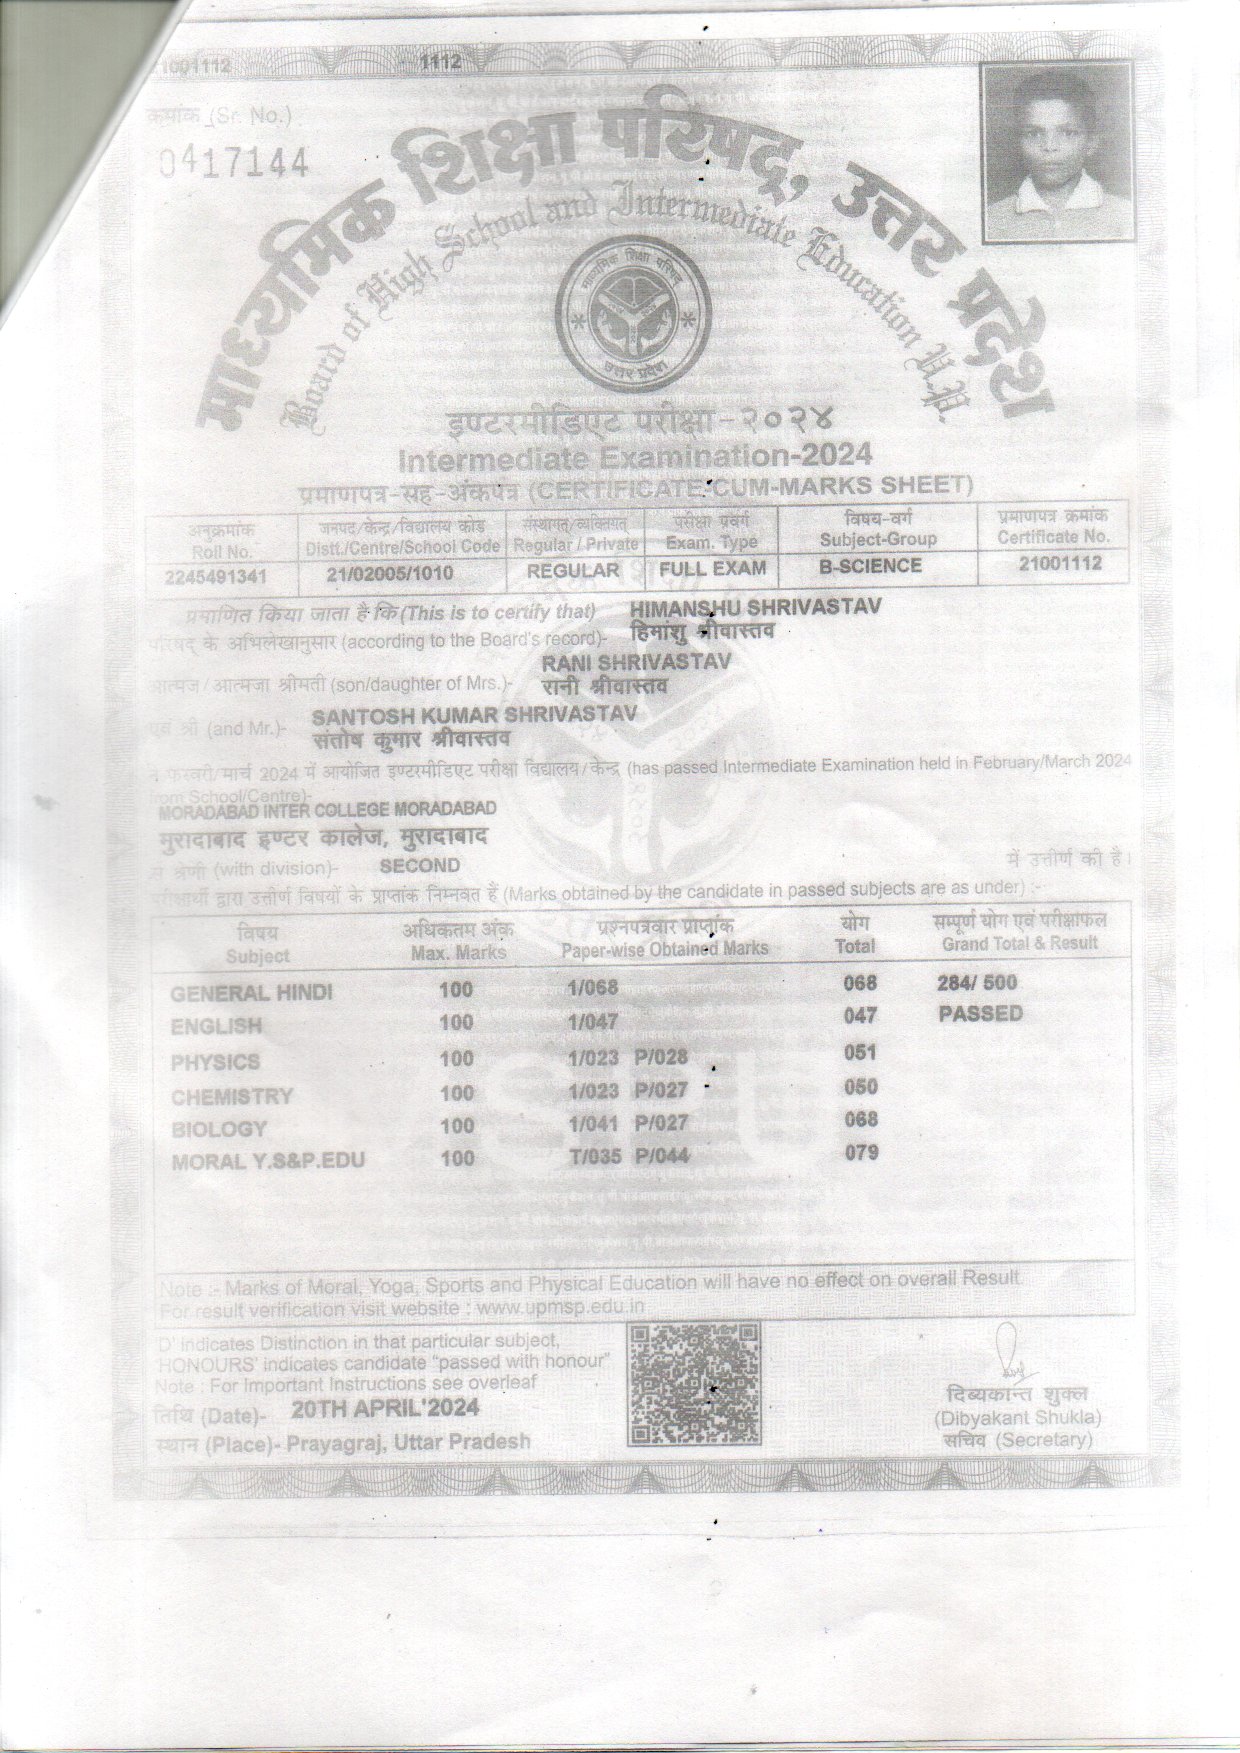 1001112 1112
क्रमांक (Sr. No.)
0417144
माध्यमिक शिक्षा परिषद्, उत्तर प्रदेश
Board of High School and Intermediate Education U.P.
माध्यमिक शिक्षा परिषद्
उत्तर प्रदेश
इण्टरमीडिएट परीक्षा-२०२४
Intermediate Examination-2024
प्रमाणपत्र-सह-अंकपत्र (CERTIFICATE-CUM-MARKS SHEET)
अनुक्रमांक जनपद/केन्द्र/विद्यालय कोड संस्थागत/व्यक्तिगत परीक्षा प्रवर्ग विषय-वर्ग प्रमाणपत्र क्रमांक
Roll No. Distt./Centre/School Code Regular / Private Exam. Type Subject-Group Certificate No.
2245491341 21/02005/1010 REGULAR FULL EXAM B-SCIENCE 21001112
प्रमाणित किया जाता है कि (This is to certify that) HIMANSHU SHRIVASTAV
परिषद् के अभिलेखानुसार (according to the Board's record)- हिमांशु श्रीवास्तव
RANI SHRIVASTAV
आत्मज/आत्मजा श्रीमती (son/daughter of Mrs.)- रानी श्रीवास्तव
SANTOSH KUMAR SHRIVASTAV
एवं श्री (and Mr.)- संतोष कुमार श्रीवास्तव
ने फरवरी/मार्च 2024 में आयोजित इण्टरमीडिएट परीक्षा विद्यालय/केन्द्र (has passed Intermediate Examination held in February/March 2024
from School/Centre)-
MORADABAD INTER COLLEGE MORADABAD
मुरादाबाद इण्टर कालेज, मुरादाबाद
से श्रेणी (with division)- SECOND में उत्तीर्ण की है।
परीक्षार्थी द्वारा उत्तीर्ण विषयों के प्राप्तांक निम्नवत हैं (Marks obtained by the candidate in passed subjects are as under) :-
विषय अधिकतम अंक प्रश्नपत्रवार प्राप्तांक योग सम्पूर्ण योग एवं परीक्षाफल
Subject Max. Marks Paper-wise Obtained Marks Total Grand Total & Result
GENERAL HINDI 100 1/068 068 284/ 500
ENGLISH 100 1/047 047 PASSED
PHYSICS 100 1/023 P/028 051
CHEMISTRY 100 1/023 P/027 050
BIOLOGY 100 1/041 P/027 068
MORAL Y.S&P.EDU 100 T/035 P/044 079
Note :- Marks of Moral, Yoga, Sports and Physical Education will have no effect on overall Result.
For result verification visit website : www.upmsp.edu.in
D' indicates Distinction in that particular subject,
'HONOURS' indicates candidate "passed with honour"
Note : For Important Instructions see overleaf
तिथि (Date)- 20TH APRIL'2024
स्थान (Place)- Prayagraj, Uttar Pradesh
दिव्यकान्त शुक्ल
(Dibyakant Shukla)
सचिव (Secretary)